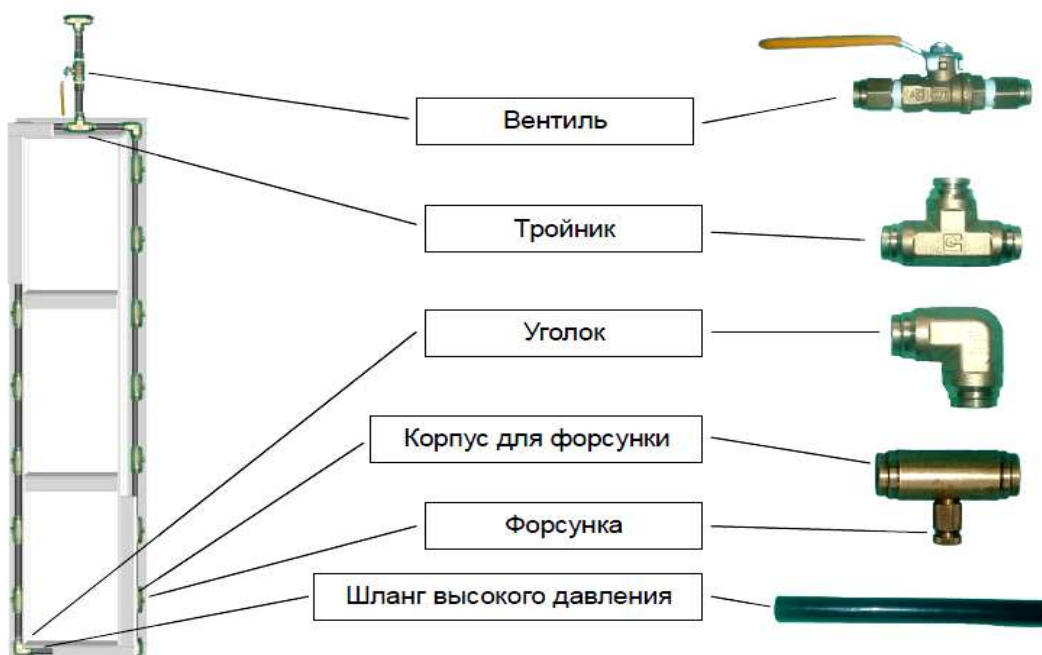 Вентиль
Тройник
Уголок
Корпус для форсунки
Форсунка
Шланг высокого давления